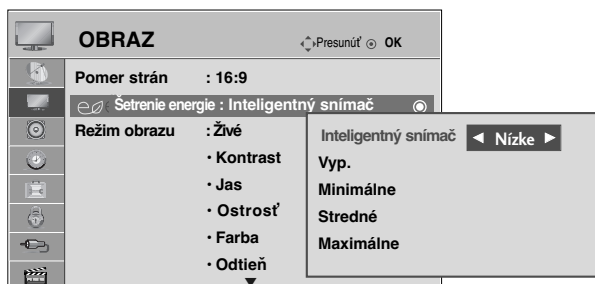 OBRAZ
Presunúť OK
Pomer strán : 16:9
Šetrenie energie : Inteligentný snímač
Režim obrazu : Živé
• Kontrast
• Jas
• Ostrosť
• Farba
• Odtieň
Inteligentný snímač ◄ Nízke ►
Vyp.
Minimálne
Stredné
Maximálne